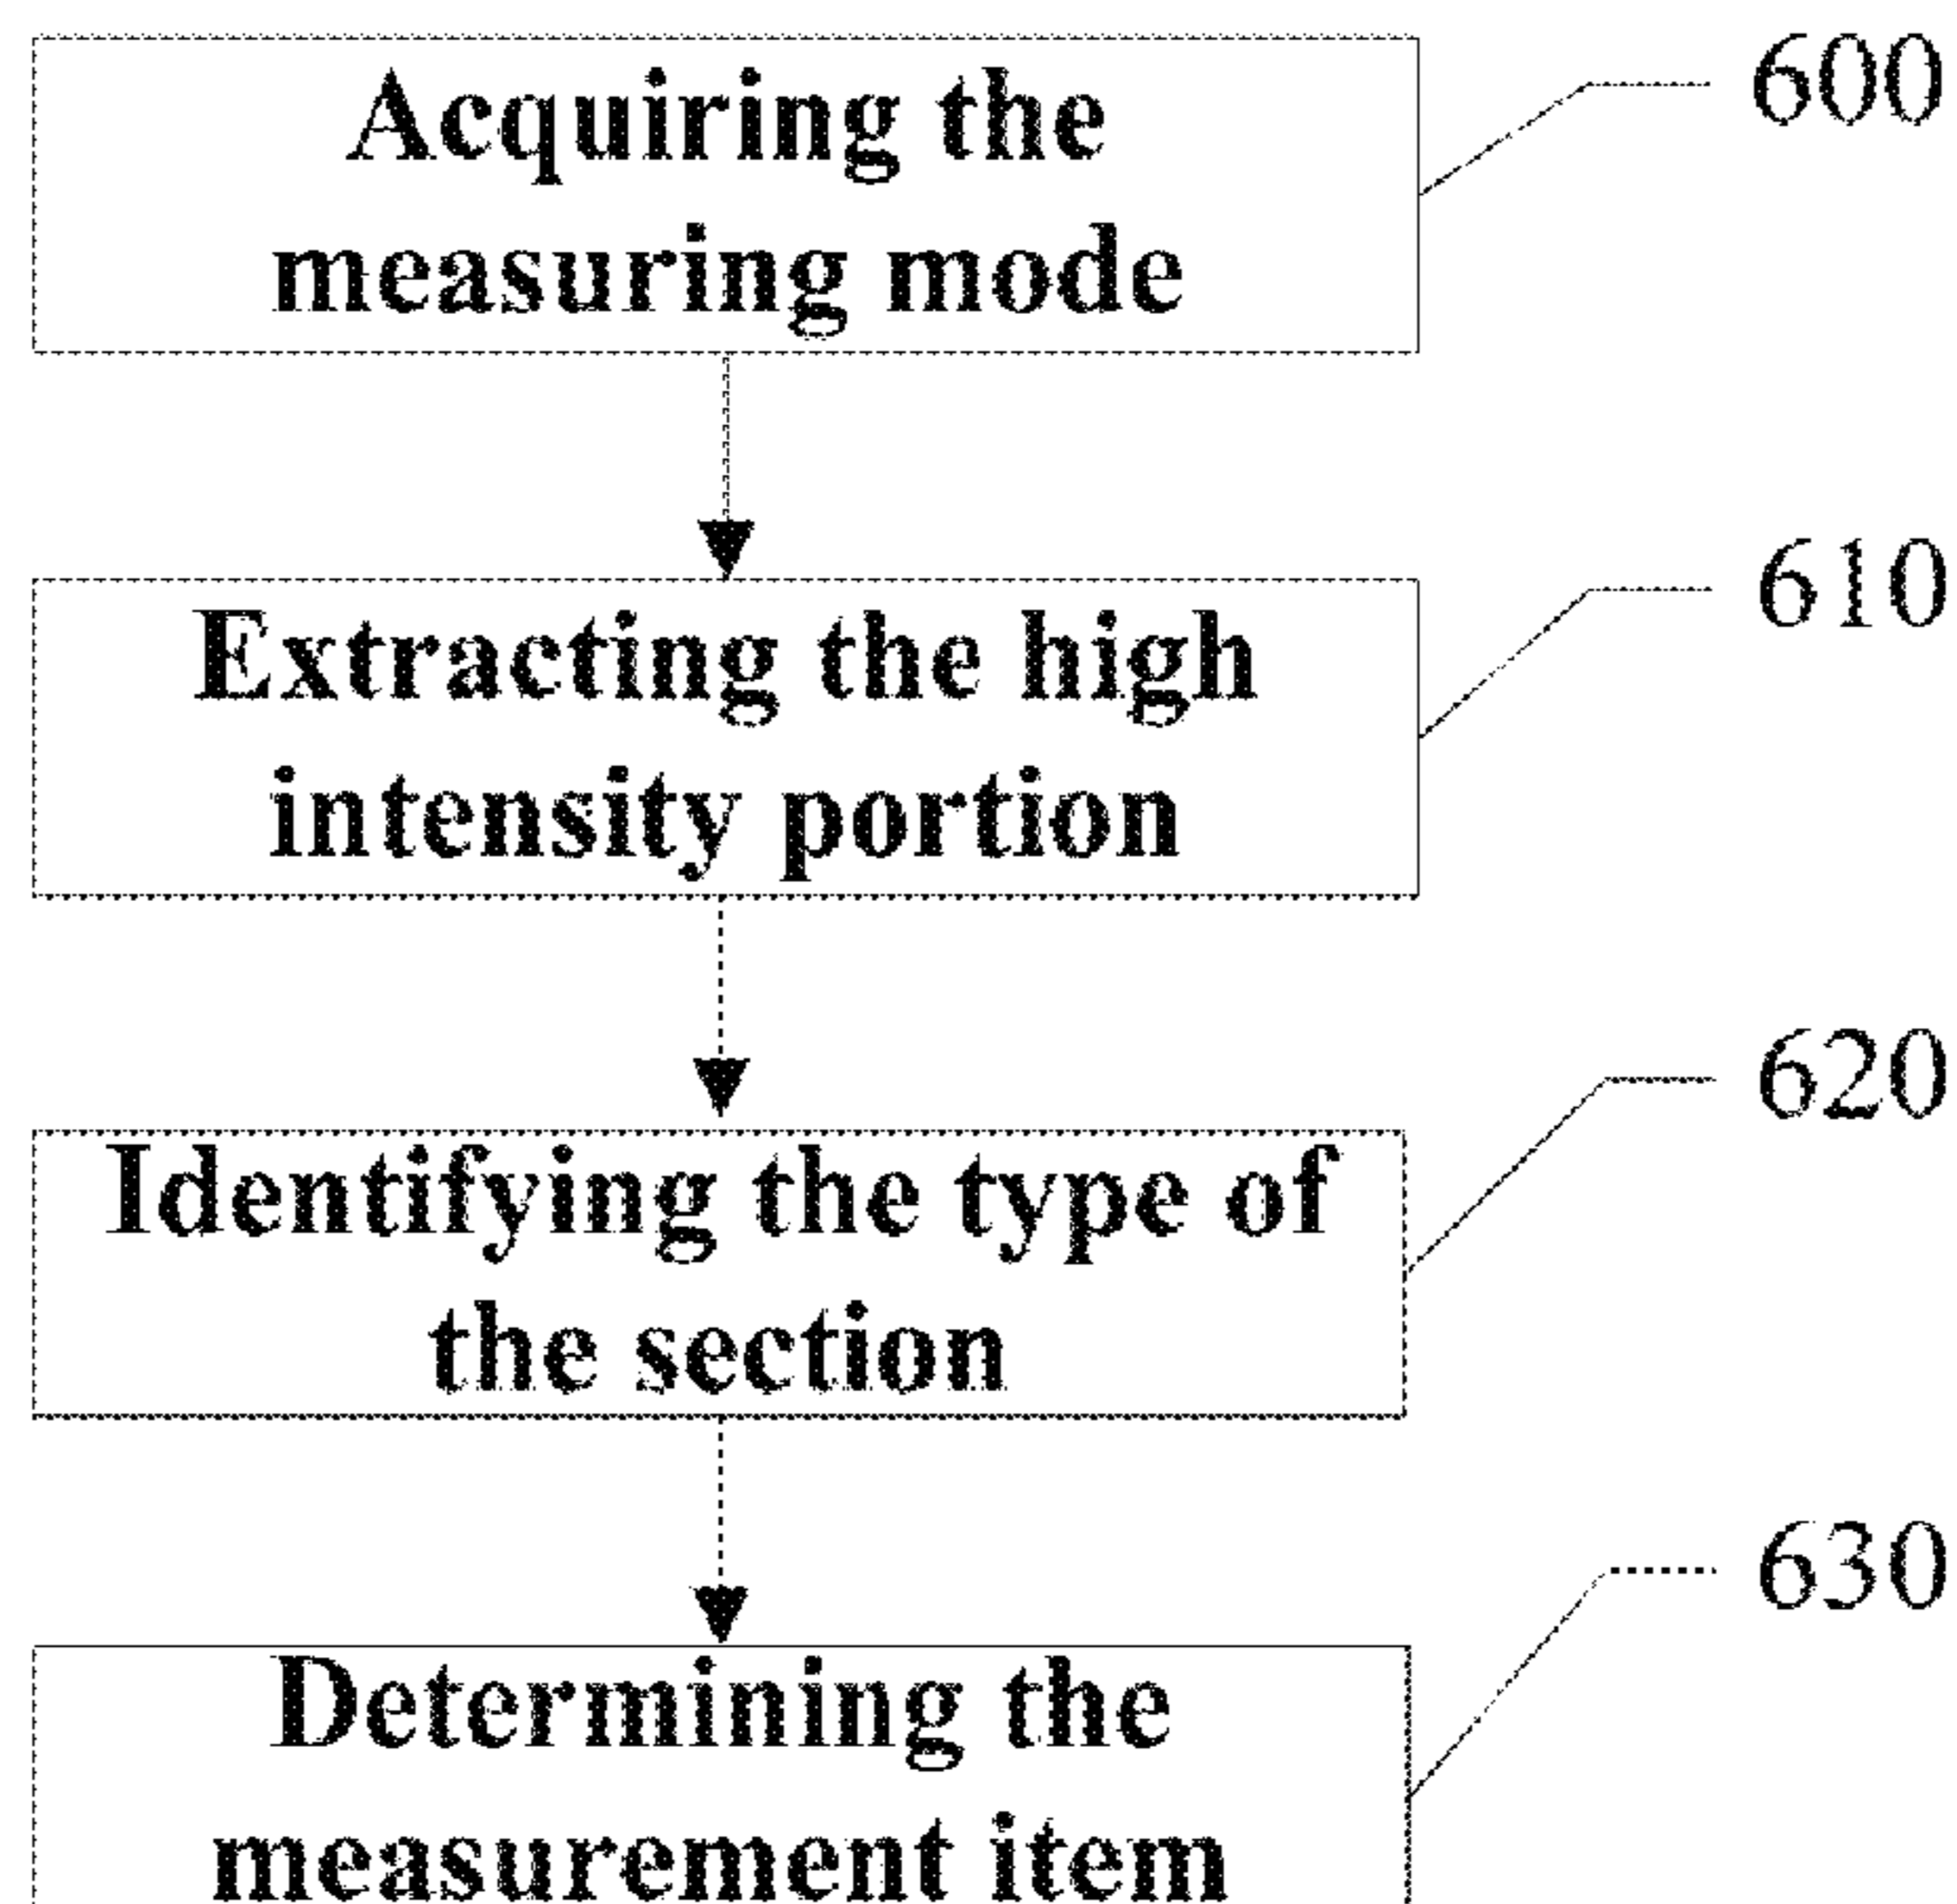 Acquiring the
measuring mode
600
Extracting the high
intensity portion
610
Identifying the type of
the section
620
Determining the
measurement item
630